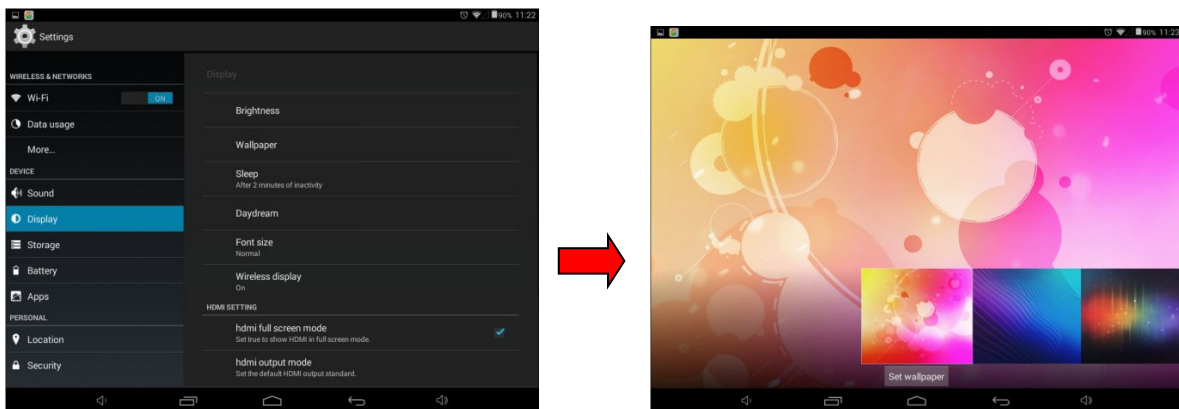 90% 11:22
Settings
WIRELESS & NETWORKS
Wi-Fi ON
Data usage
More...
DEVICE
Sound
Display
Storage
Battery
Apps
PERSONAL
Location
Security
Display
Brightness
Wallpaper
Sleep
After 2 minutes of inactivity
Daydream
Font size
Normal
Wireless display
On
HDMI SETTING
hdmi full screen mode
Set true to show HDMI in full screen mode.
hdmi output mode
Set the default HDMI output standard.
90% 11:23
Set wallpaper